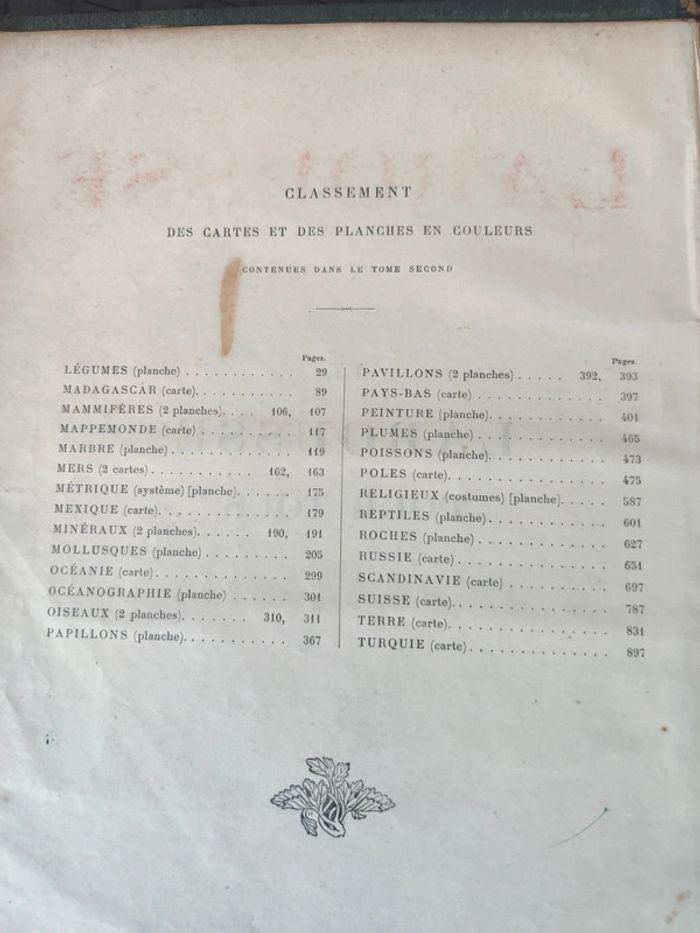 CLASSEMENT
DES CARTES ET DES PLANCHES EN COULEURS
CONTENUES DANS LE TOME SECOND
Pages.
LÉGUMES (planche) . . . . . . . . . . . 29
MADAGASCAR (carte). . . . . . . . . . 89
MAMMIFÈRES (2 planches). . . . 106, 107
MAPPEMONDE (carte) . . . . . . . . . . 117
MARBRE (planche) . . . . . . . . . . . . 119
MERS (2 cartes) . . . . . . . . . . . 162, 163
MÉTRIQUE (système) [planche]. . . . . . 175
MEXIQUE (carte). . . . . . . . . . . . . 179
MINÉRAUX (2 planches). . . . . . 190, 191
MOLLUSQUES (planche) . . . . . . . . . 205
OCÉANIE (carte). . . . . . . . . . . . . . 299
OCÉANOGRAPHIE (planche) . . . . . . 301
OISEAUX (2 planches). . . . . . . 310, 311
PAPILLONS (planche). . . . . . . . . . . 367
Pages.
PAVILLONS (2 planches) . . . . . 392, 393
PAYS-BAS (carte) . . . . . . . . . . . . . 397
PEINTURE (planche). . . . . . . . . . . . 401
PLUMES (planche) . . . . . . . . . . . . . 465
POISSONS (planche). . . . . . . . . . . . 473
POLES (carte). . . . . . . . . . . . . . . 475
RELIGIEUX (costumes) [planche]. . . . . 587
REPTILES (planche) . . . . . . . . . . . . 601
ROCHES (planche) . . . . . . . . . . . . . 627
RUSSIE (carte) . . . . . . . . . . . . . . . 651
SCANDINAVIE (carte) . . . . . . . . . . 697
SUISSE (carte). . . . . . . . . . . . . . . 787
TERRE (carte). . . . . . . . . . . . . . . 831
TURQUIE (carte) . . . . . . . . . . . . . . 897